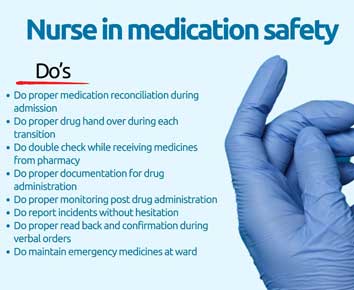 Nurse in medication safety
Do's
• Do proper medication reconciliation during
admission
• Do proper drug hand over during each
transition
• Do double check while receiving medicines
from pharmacy
• Do proper documentation for drug
administration
• Do proper monitoring post drug administration
• Do report incidents without hesitation
• Do proper read back and confirmation during
verbal orders
• Do maintain emergency medicines at ward